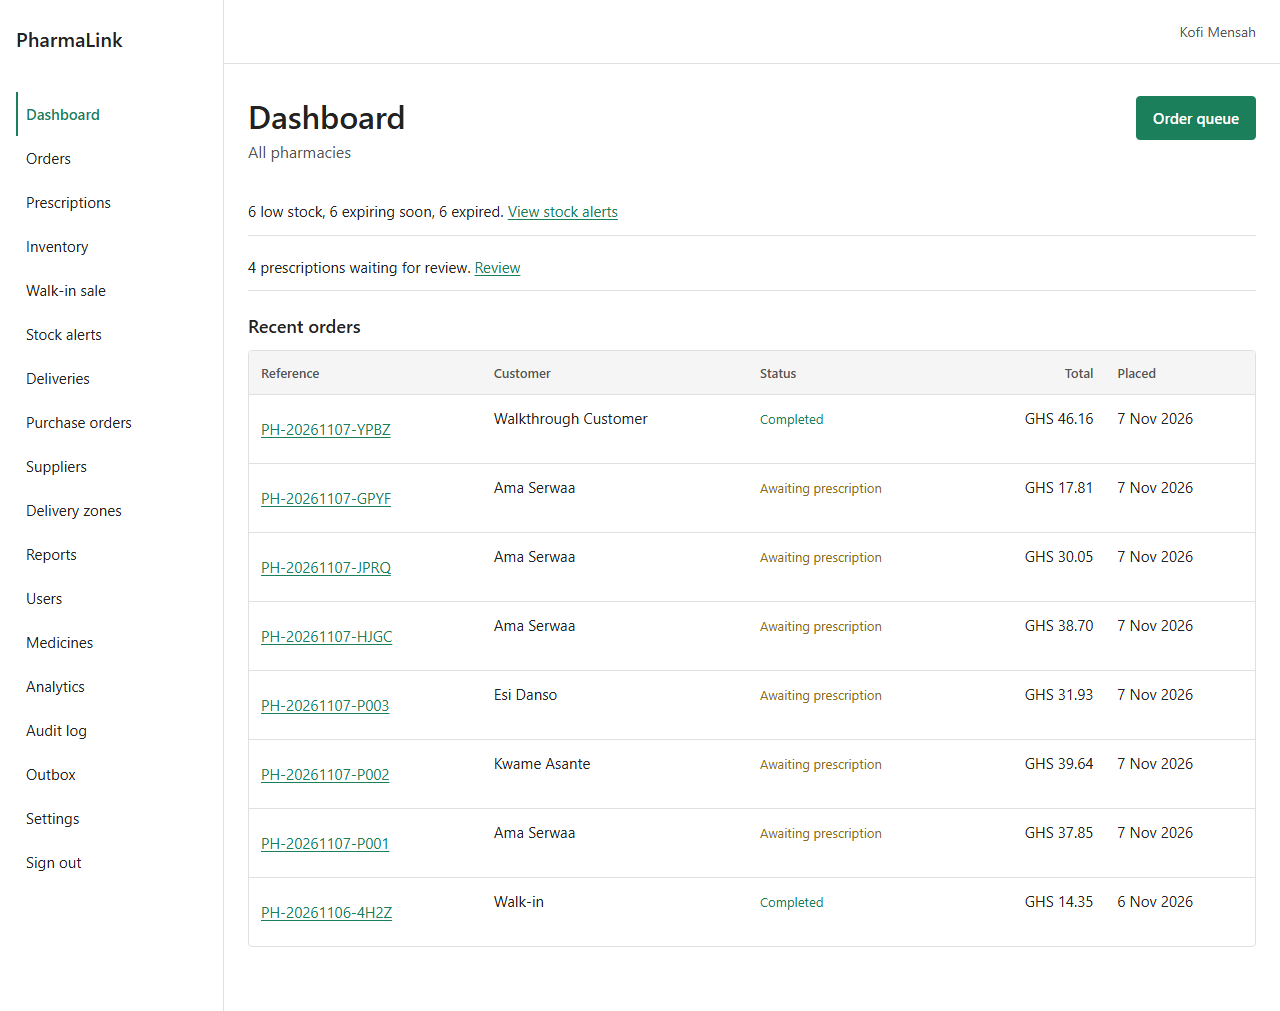 PharmaLink
Kofi Mensah
Dashboard
Orders
Prescriptions
Inventory
Walk-in sale
Stock alerts
Deliveries
Purchase orders
Suppliers
Delivery zones
Reports
Users
Medicines
Analytics
Audit log
Outbox
Settings
Sign out
Dashboard
All pharmacies
Order queue
6 low stock, 6 expiring soon, 6 expired. View stock alerts
4 prescriptions waiting for review. Review
Recent orders
Reference Customer Status Total Placed
PH-20261107-YPBZ Walkthrough Customer Completed GHS 46.16 7 Nov 2026
PH-20261107-GPYF Ama Serwaa Awaiting prescription GHS 17.81 7 Nov 2026
PH-20261107-JPRQ Ama Serwaa Awaiting prescription GHS 30.05 7 Nov 2026
PH-20261107-HJGC Ama Serwaa Awaiting prescription GHS 38.70 7 Nov 2026
PH-20261107-P003 Esi Danso Awaiting prescription GHS 31.93 7 Nov 2026
PH-20261107-P002 Kwame Asante Awaiting prescription GHS 39.64 7 Nov 2026
PH-20261107-P001 Ama Serwaa Awaiting prescription GHS 37.85 7 Nov 2026
PH-20261106-4H2Z Walk-in Completed GHS 14.35 6 Nov 2026